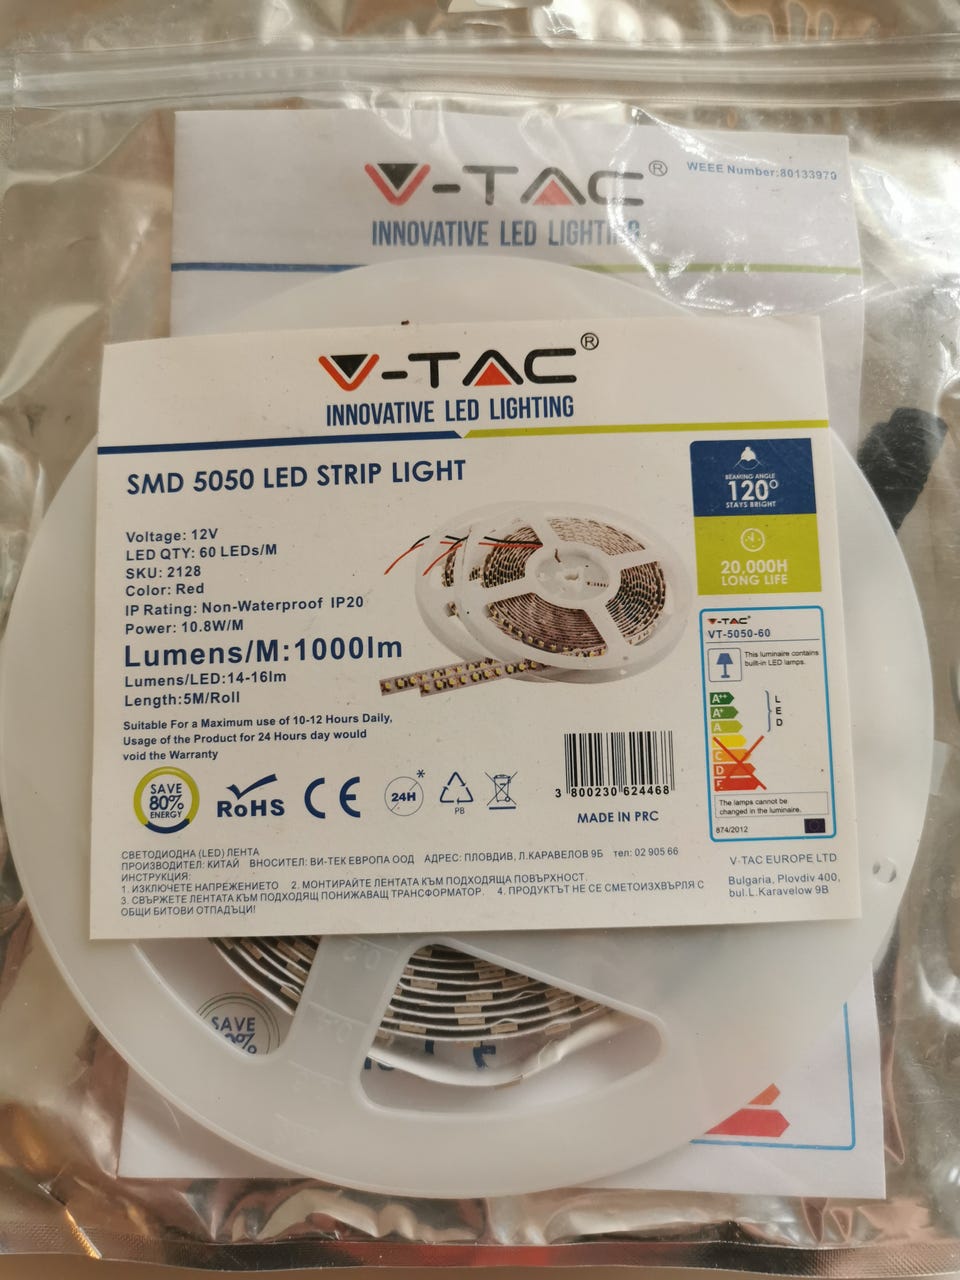 V-TAC®
WEEE Number:80133970
INNOVATIVE LED LIGHTING
V-TAC®
INNOVATIVE LED LIGHTING
SMD 5050 LED STRIP LIGHT
Voltage: 12V
LED QTY: 60 LEDs/M
SKU: 2128
Color: Red
IP Rating: Non-Waterproof IP20
Power: 10.8W/M
Lumens/M:1000lm
Lumens/LED:14-16lm
Length:5M/Roll
Suitable For a Maximum use of 10-12 Hours Daily,
Usage of the Product for 24 Hours day would
void the Warranty
BEAMING ANGLE
120°
STAYS BRIGHT
20,000H
LONG LIFE
V-TAC®
VT-5050-60
This luminaire contains
built-in LED lamps.
A++
A+
A
C
D
E
L
E
D
The lamps cannot be
changed in the luminaire.
874/2012
SAVE
80%
ENERGY
RoHS
CE
24H
*
PB
3 800230 624468
MADE IN PRC
СВЕТОДИОДНА (LED) ЛЕНТА
ПРОИЗВОДИТЕЛ: КИТАЙ ВНОСИТЕЛ: ВИ-ТЕК ЕВРОПА ООД АДРЕС: ПЛОВДИВ, Л.КАРАВЕЛОВ 9Б тел: 02 905 66
ИНСТРУКЦИЯ:
1. ИЗКЛЮЧЕТЕ НАПРЕЖЕНИЕТО 2. МОНТИРАЙТЕ ЛЕНТАТА КЪМ ПОДХОДЯЩА ПОВЪРХНОСТ.
3. СВЪРЖЕТЕ ЛЕНТАТА КЪМ ПОДХОДЯЩ ПОНИЖАВАЩ ТРАНСФОРМАТОР. 4. ПРОДУКТЪТ НЕ СЕ СМЕТОИЗХВЪРЛЯ С
ОБЩИ БИТОВИ ОТПАДЪЦИ!
V-TAC EUROPE LTD
Bulgaria, Plovdiv 400,
bul.L.Karavelow 9B
SAVE